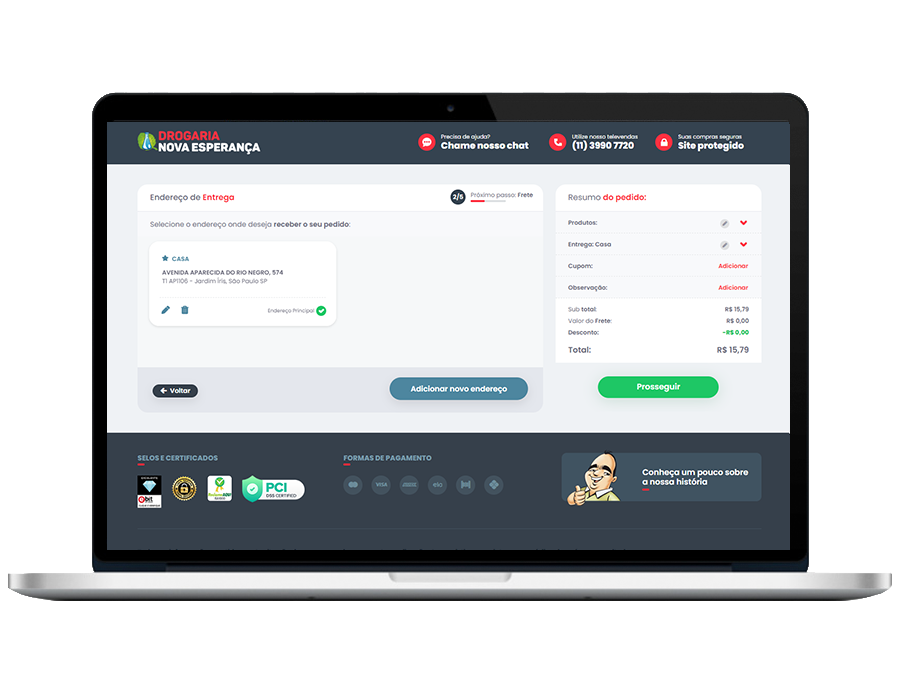 DROGARIA
NOVA ESPERANÇA
Precisa de ajuda?
Chame nosso chat
Utilize nosso televendas
(11) 3990 7720
Suas compras seguras
Site protegido
Endereço de Entrega
2/5
Próximo passo: Frete
Selecione o endereço onde deseja receber o seu pedido:
CASA
AVENIDA APARECIDA DO RIO NEGRO, 574
T1 AP1106 - Jardim Íris, São Paulo SP
Endereço Principal
Voltar
Adicionar novo endereço
Resumo do pedido:
Produtos:
Entrega: Casa
Cupom:
Adicionar
Observação:
Adicionar
Sub total:
R$ 15,79
Valor do Frete:
R$ 0,00
Desconto:
-R$ 0,00
Total:
R$ 15,79
Prosseguir
SELOS E CERTIFICADOS
ebit
PCI
DSS CERTIFIED
FORMAS DE PAGAMENTO
VISA
elo
Conheça um pouco sobre
a nossa história